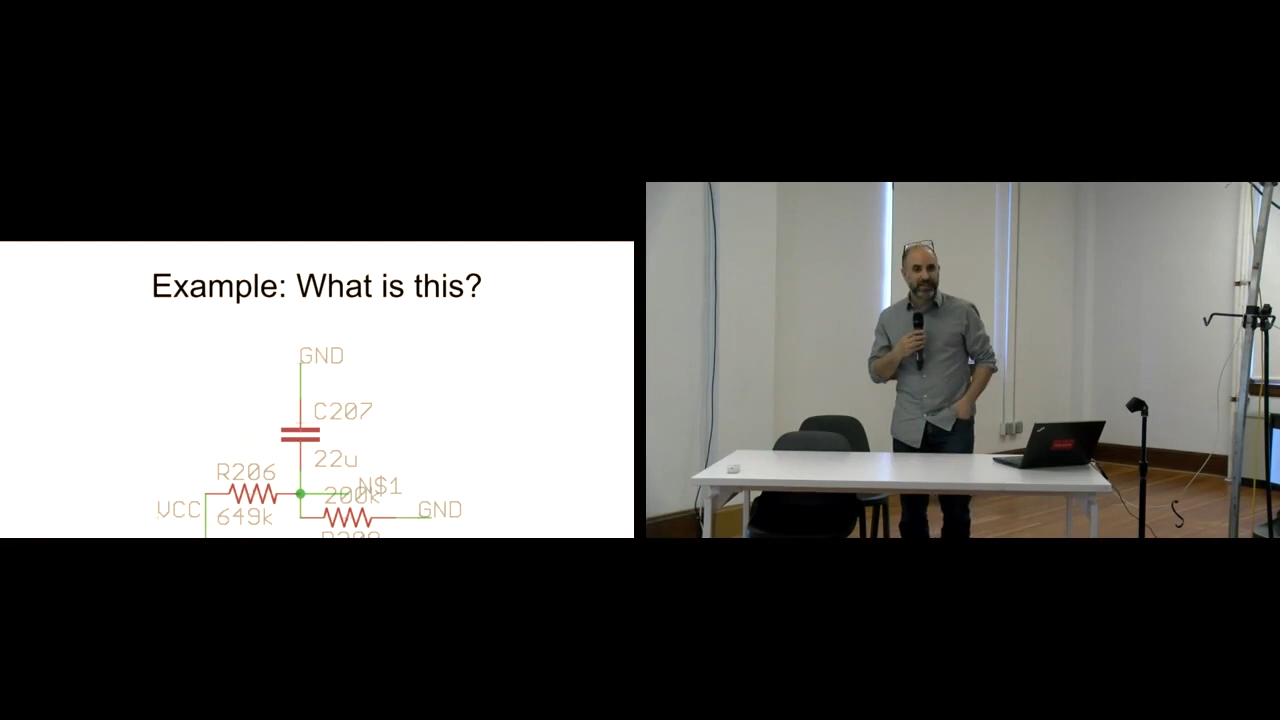 Example: What is this?
GND
C207
22u
R206
N$1
200k
VCC
649k
GND